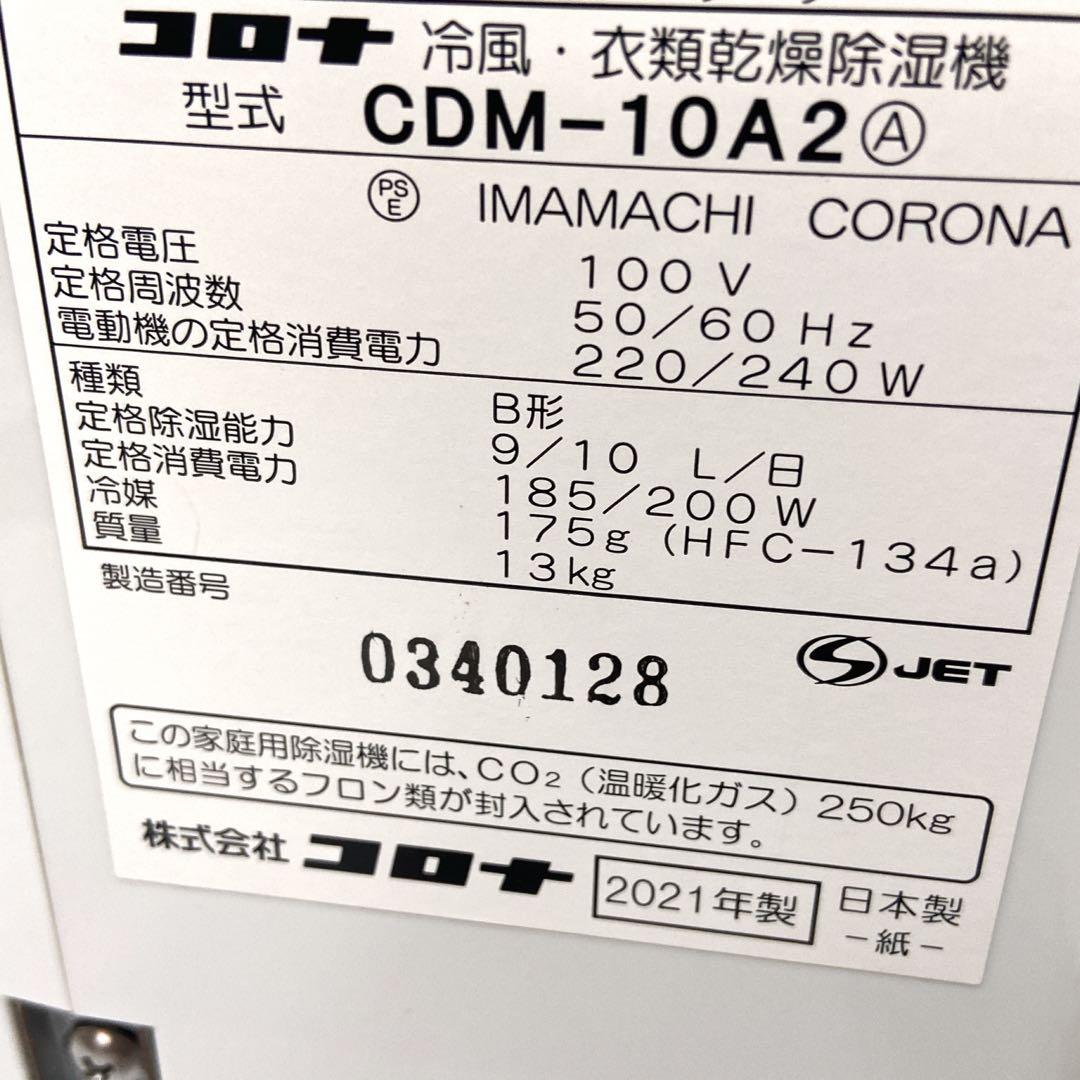 コロナ 冷風・衣類乾燥除湿機
型式 CDM-10A2Ⓐ
PSE IMAMACHI CORONA
定格電圧 100 V
定格周波数 50/60 Hz
電動機の定格消費電力 220/240 W
種類 B形
定格除湿能力 9/10 L/日
定格消費電力 185/200 W
冷媒 175g (HFC-134a)
質量 13kg
製造番号
0340128
JET
この家庭用除湿機には、CO₂(温暖化ガス)250kg
に相当するフロン類が封入されています。
株式会社 コロナ 2021年製 日本製
-紙-